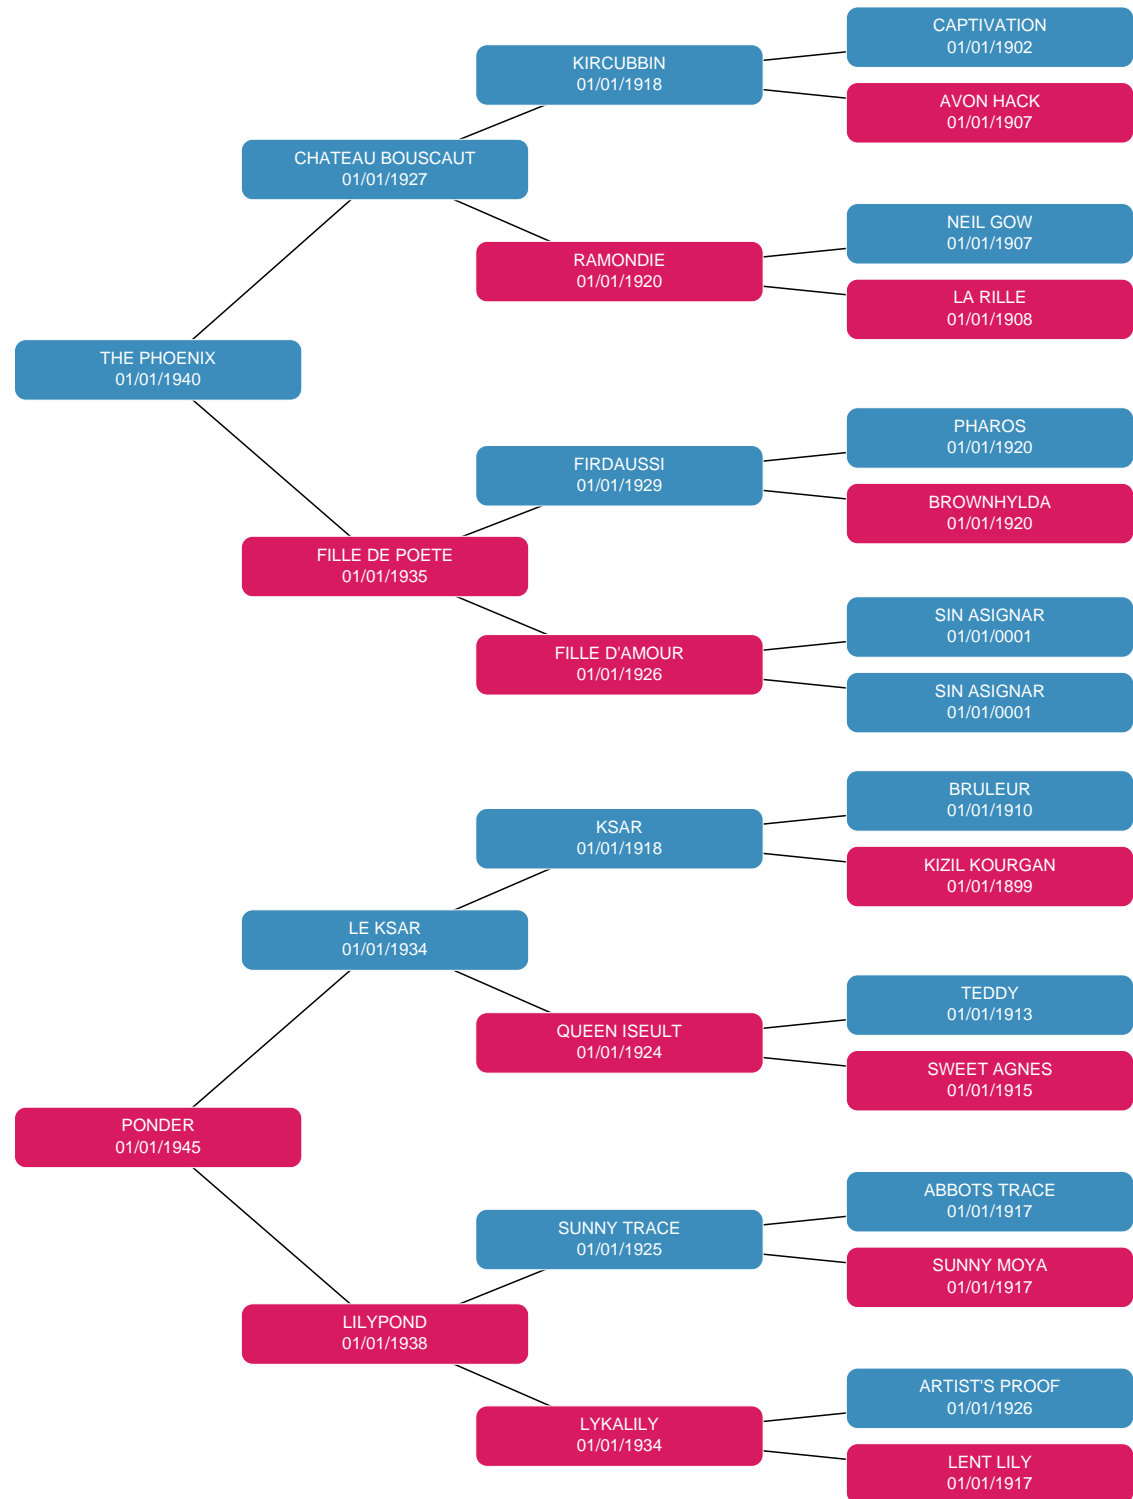 CAPTIVATION
01/01/1902
KIRCUBBIN
01/01/1918
AVON HACK
01/01/1907
CHATEAU BOUSCAUT
01/01/1927
NEIL GOW
01/01/1907
RAMONDIE
01/01/1920
LA RILLE
01/01/1908
THE PHOENIX
01/01/1940
PHAROS
01/01/1920
FIRDAUSSI
01/01/1929
BROWNHYLDA
01/01/1920
FILLE DE POETE
01/01/1935
SIN ASIGNAR
01/01/0001
FILLE D'AMOUR
01/01/1926
SIN ASIGNAR
01/01/0001
BRULEUR
01/01/1910
KSAR
01/01/1918
KIZIL KOURGAN
01/01/1899
LE KSAR
01/01/1934
TEDDY
01/01/1913
QUEEN ISEULT
01/01/1924
SWEET AGNES
01/01/1915
PONDER
01/01/1945
ABBOTS TRACE
01/01/1917
SUNNY TRACE
01/01/1925
SUNNY MOYA
01/01/1917
LILYPOND
01/01/1938
ARTIST'S PROOF
01/01/1926
LYKALILY
01/01/1934
LENT LILY
01/01/1917